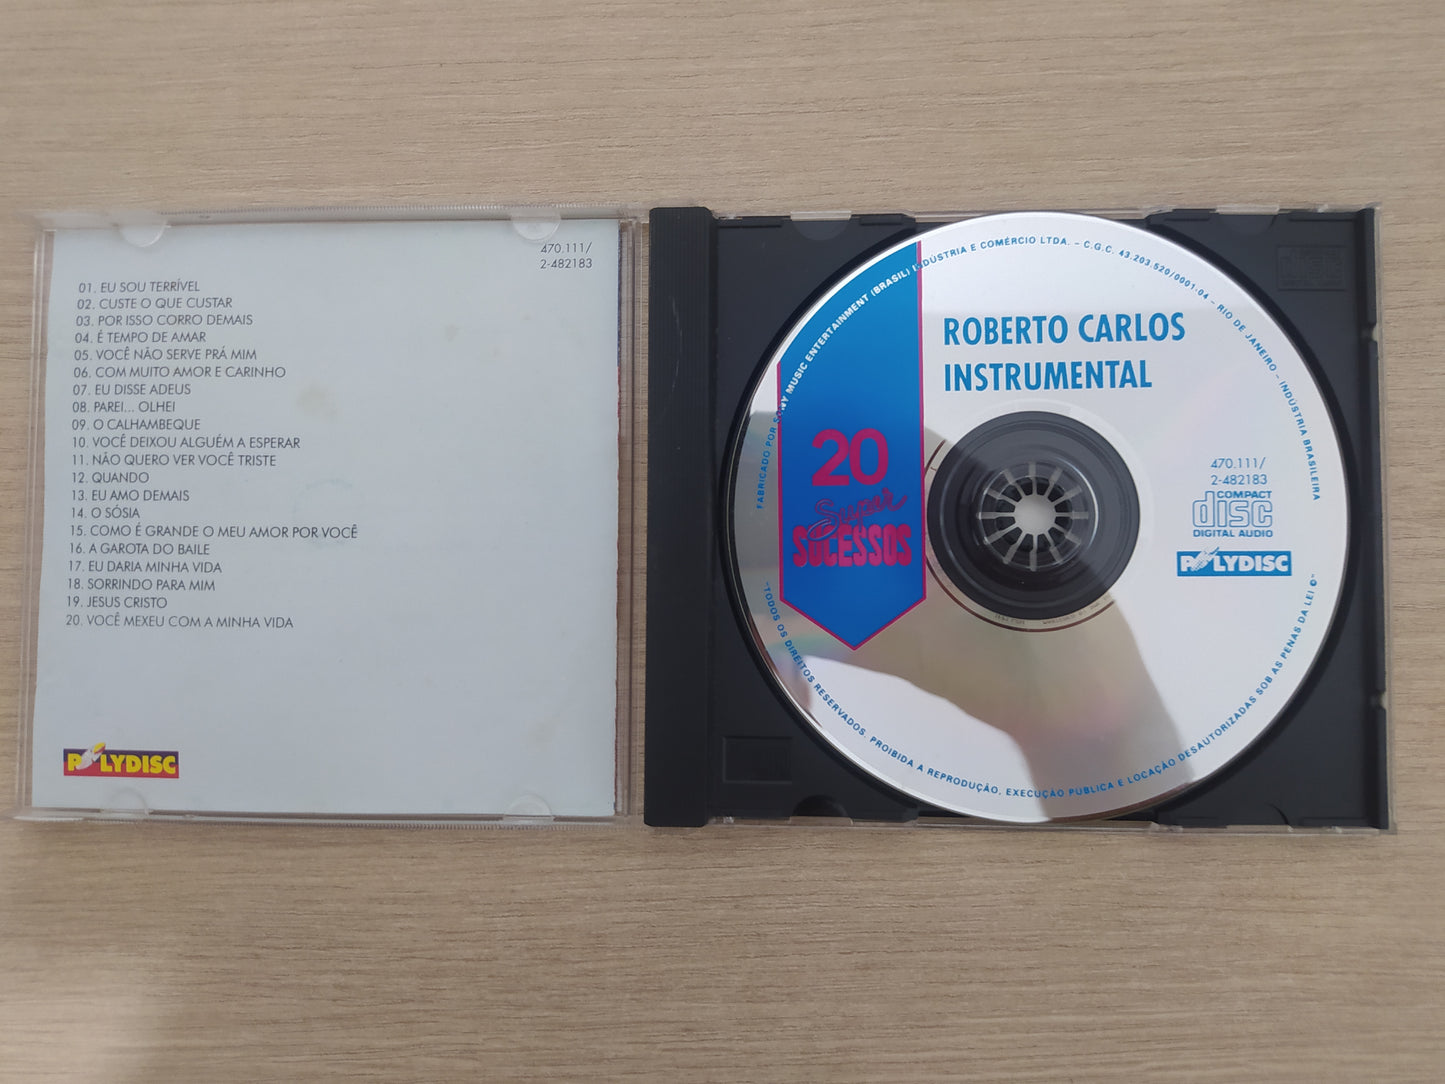 470.111/
2-482183
01. EU SOU TERRÍVEL
02. CUSTE O QUE CUSTAR
03. POR ISSO CORRO DEMAIS
04. É TEMPO DE AMAR
05. VOCÊ NÃO SERVE PRÁ MIM
06. COM MUITO AMOR E CARINHO
07. EU DISSE ADEUS
08. PAREI... OLHEI
09. O CALHAMBEQUE
10. VOCÊ DEIXOU ALGUÉM A ESPERAR
11. NÃO QUERO VER VOCÊ TRISTE
12. QUANDO
13. EU AMO DEMAIS
14. O SÓSIA
15. COMO É GRANDE O MEU AMOR POR VOCÊ
16. A GAROTA DO BAILE
17. EU DARIA MINHA VIDA
18. SORRINDO PARA MIM
19. JESUS CRISTO
20. VOCÊ MEXEU COM A MINHA VIDA
POLYDISC
FABRICADO POR SONY MUSIC ENTERTAINMENT (BRASIL) INDÚSTRIA E COMÉRCIO LTDA. – C.G.C. 43.203.520/0001-04 – RIO DE JANEIRO – INDÚSTRIA BRASILEIRA
ROBERTO CARLOS
INSTRUMENTAL
20
Super
SUCESSOS
470.111/
2-482183
COMPACT
disc
DIGITAL AUDIO
POLYDISC
–TODOS OS DIREITOS RESERVADOS. PROIBIDA A REPRODUÇÃO, EXECUÇÃO PÚBLICA E LOCAÇÃO DESAUTORIZADAS SOB AS PENAS DA LEI